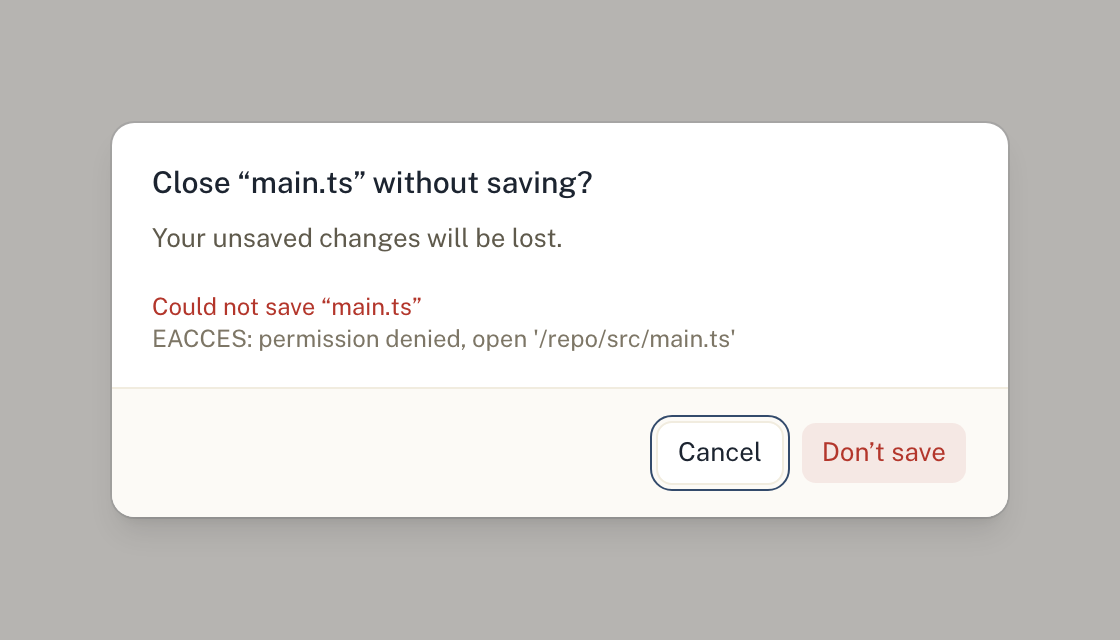 Close “main.ts” without saving?
Your unsaved changes will be lost.
Could not save “main.ts”
EACCES: permission denied, open '/repo/src/main.ts'
Cancel
Don’t save